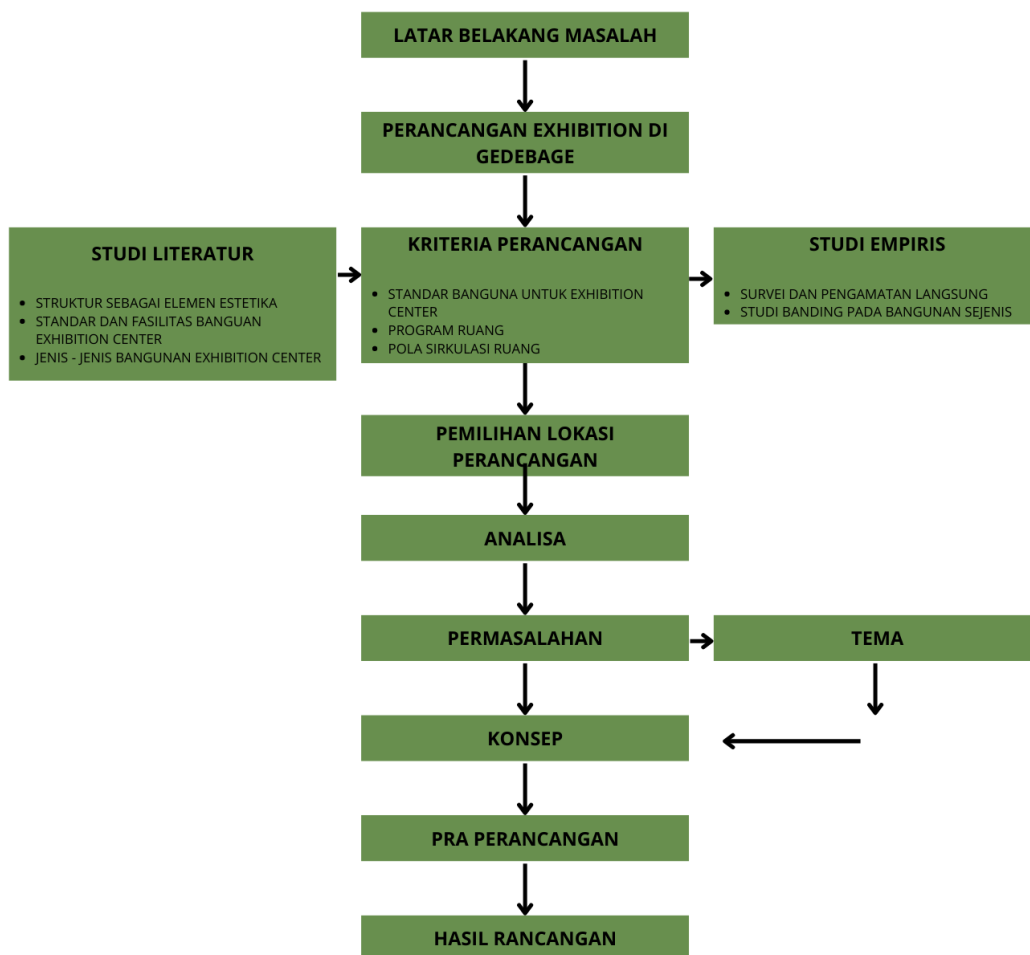 LATAR BELAKANG MASALAH
PERANCANGAN EXHIBITION DI
GEDEBAGE
STUDI LITERATUR
• STRUKTUR SEBAGAI ELEMEN ESTETIKA
• STANDAR DAN FASILITAS BANGUAN
EXHIBITION CENTER
• JENIS - JENIS BANGUNAN EXHIBITION CENTER
KRITERIA PERANCANGAN
• STANDAR BANGUNA UNTUK EXHIBITION
CENTER
• PROGRAM RUANG
• POLA SIRKULASI RUANG
STUDI EMPIRIS
• SURVEI DAN PENGAMATAN LANGSUNG
• STUDI BANDING PADA BANGUNAN SEJENIS
PEMILIHAN LOKASI
PERANCANGAN
ANALISA
PERMASALAHAN
TEMA
KONSEP
PRA PERANCANGAN
HASIL RANCANGAN